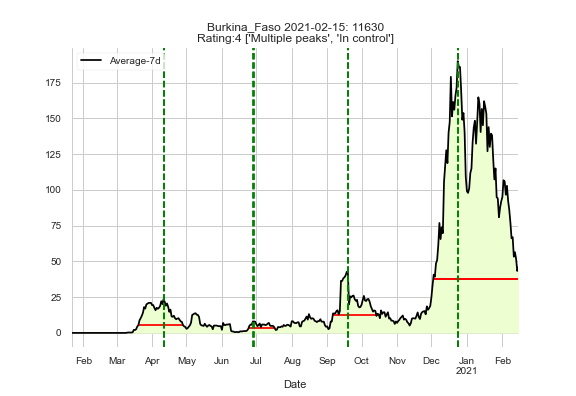 Burkina_Faso 2021-02-15: 11630
Rating:4 ['Multiple peaks', 'In control']
Average-7d
175
150
125
100
75
50
25
0
Feb Mar Apr May Jun Jul Aug Sep Oct Nov Dec Jan Feb
2021
Date